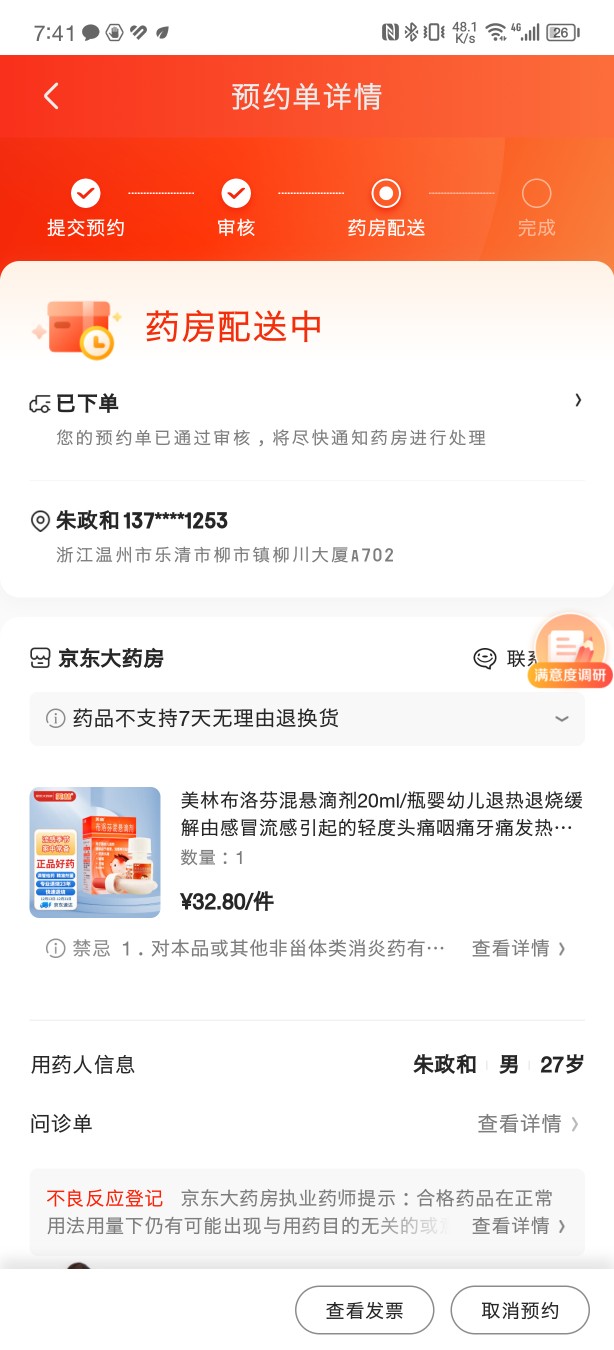 7:41
48.1
K/s
4G
26
预约单详情
提交预约
审核
药房配送
完成
药房配送中
已下单
您的预约单已通过审核，将尽快通知药房进行处理
朱政和 137****1253
浙江温州市乐清市柳市镇柳川大厦A702
京东大药房
联系
满意度调研
药品不支持7天无理由退换货
美林布洛芬混悬滴剂20ml/瓶婴幼儿退热退烧缓
解由感冒流感引起的轻度头痛咽痛牙痛发热…
数量：1
¥32.80/件
布洛芬混悬滴剂
正品好药
禁忌 1．对本品或其他非甾体类消炎药有… 查看详情
用药人信息
朱政和 男 27岁
问诊单
查看详情
不良反应登记 京东大药房执业药师提示：合格药品在正常
用法用量下仍有可能出现与用药目的无关的或 查看详情
查看发票
取消预约